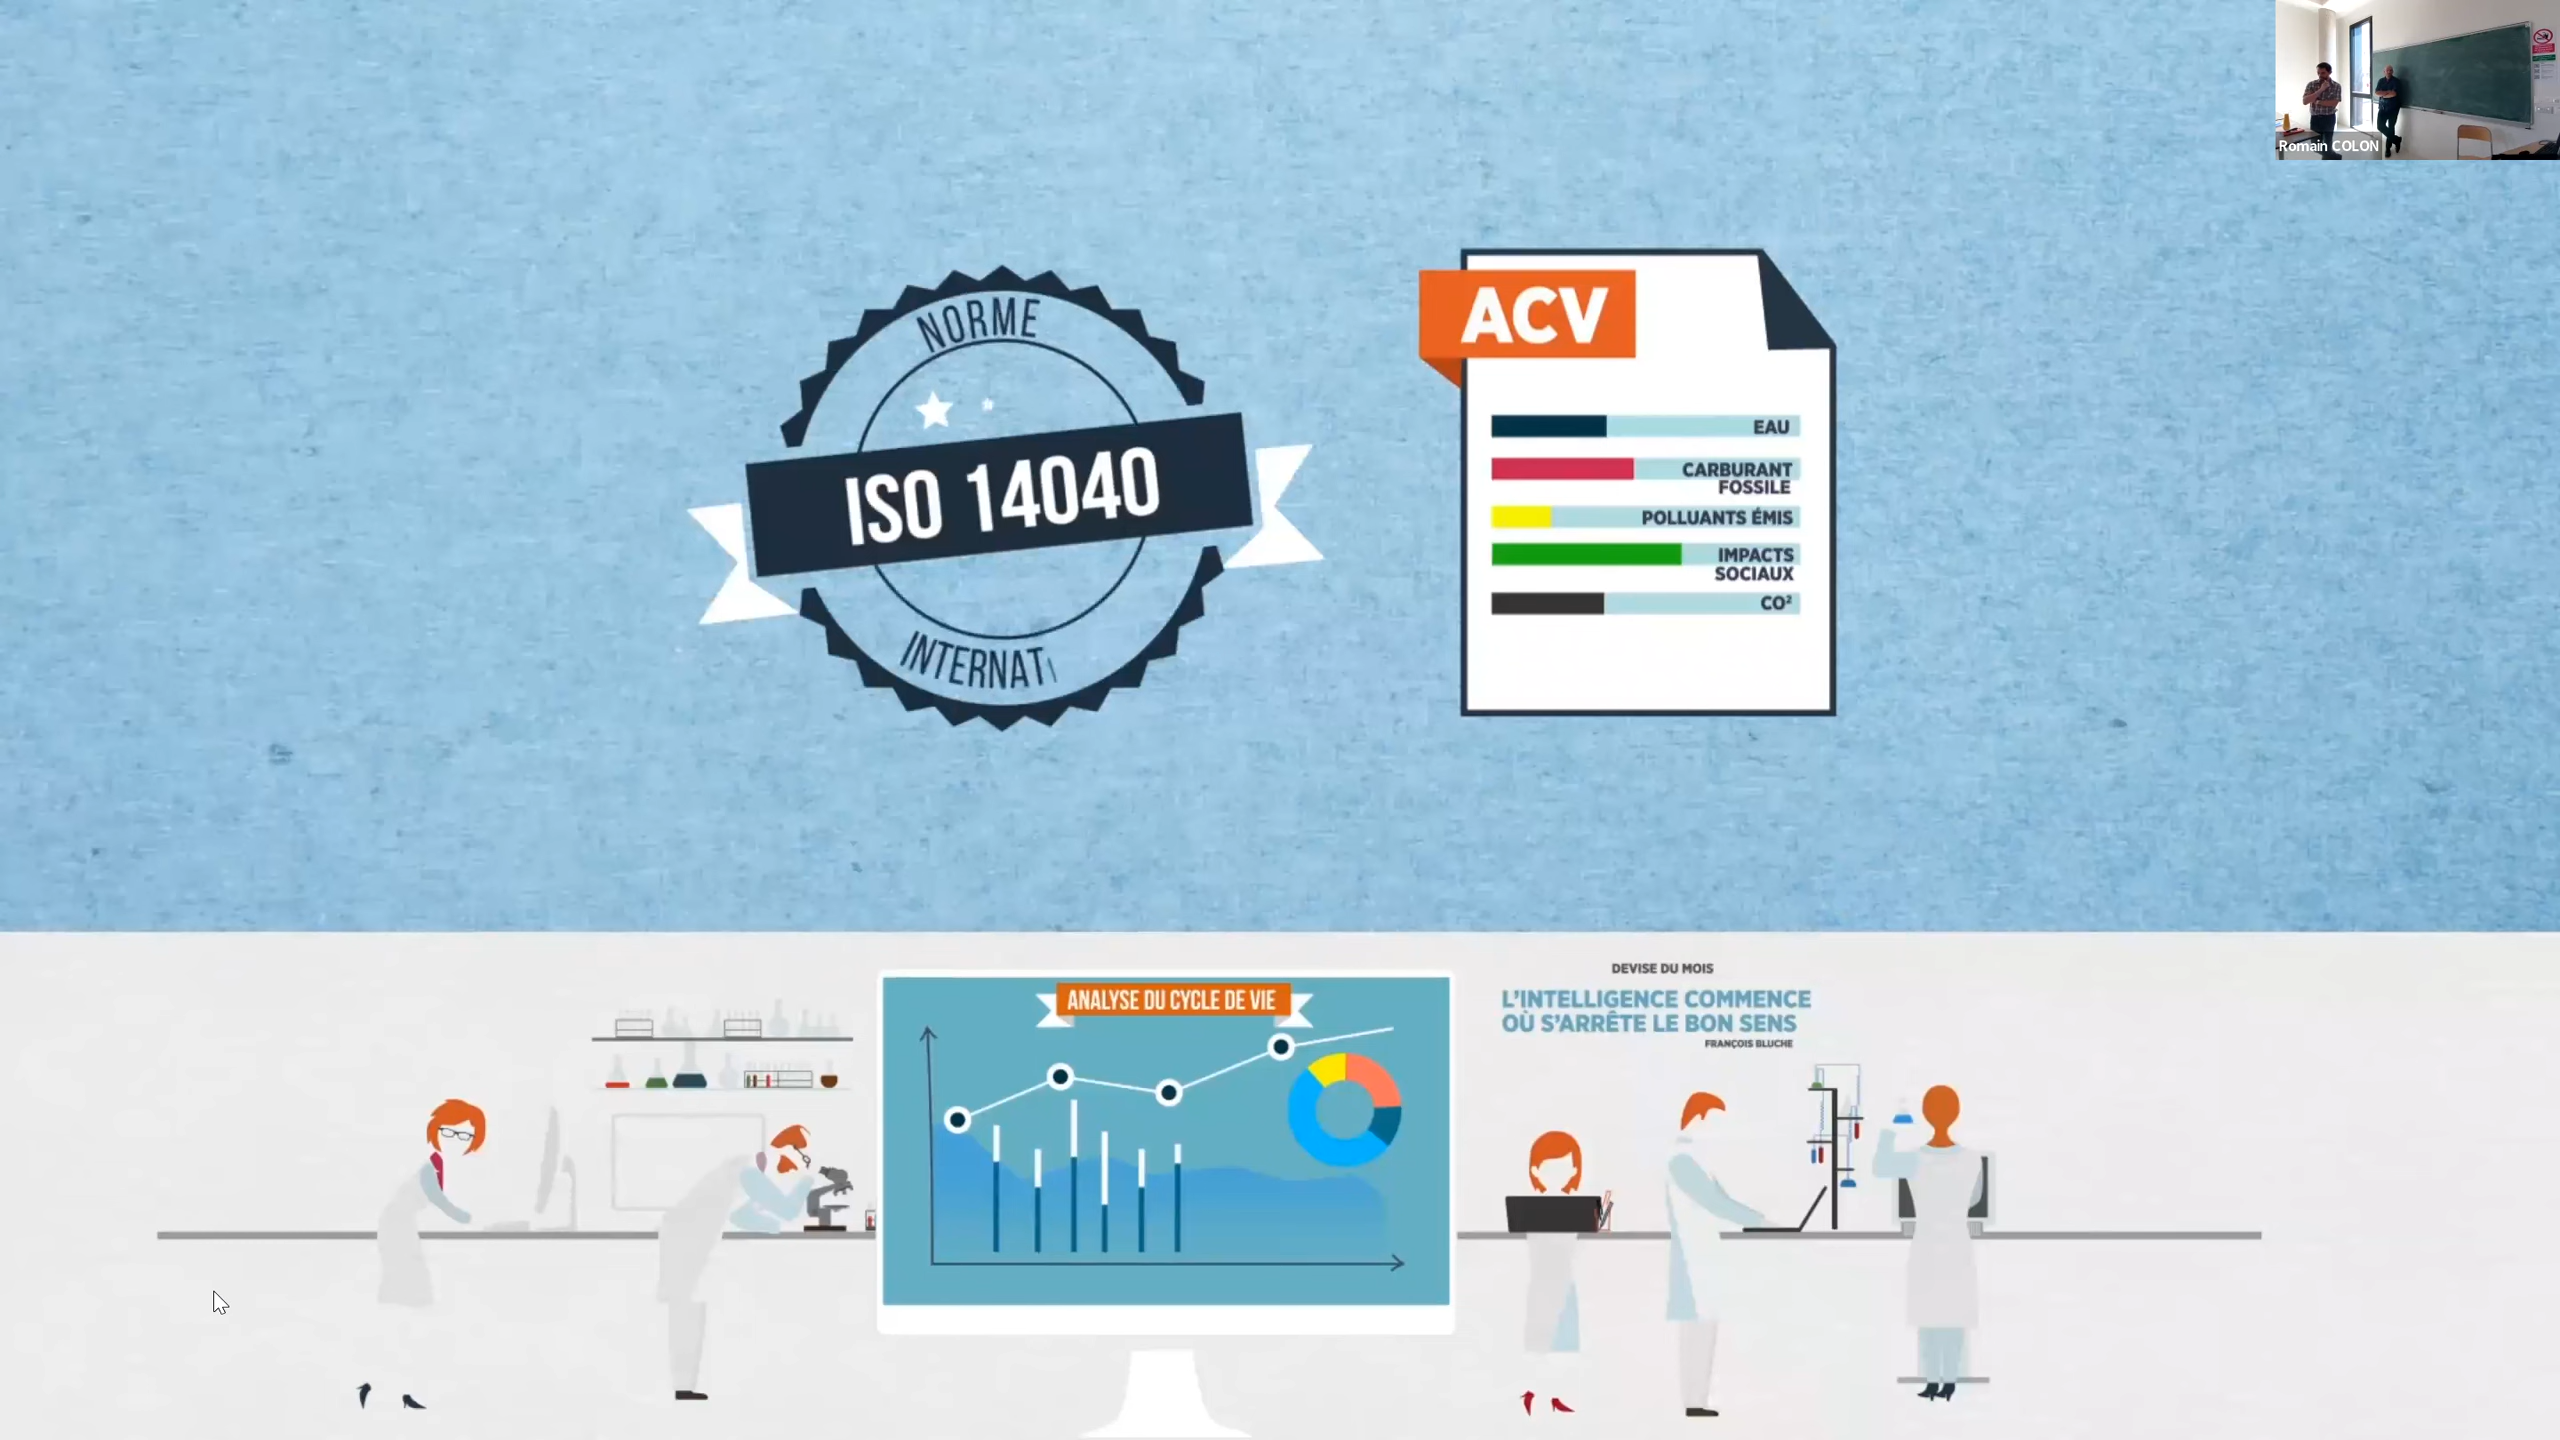 Romain COLON
NORME
ISO 14040
INTERNAT
ACV
EAU
CARBURANT
FOSSILE
POLLUANTS ÉMIS
IMPACTS
SOCIAUX
CO²
ANALYSE DU CYCLE DE VIE
DEVISE DU MOIS
L'INTELLIGENCE COMMENCE
OÙ S'ARRÊTE LE BON SENS
FRANÇOIS BLUCHE